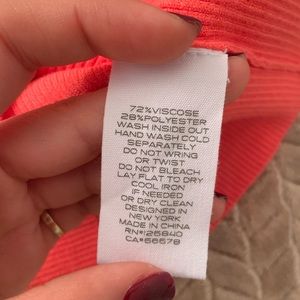 72%VISCOSE
28%POLYESTER
WASH INSIDE OUT
HAND WASH COLD
SEPARATELY
DO NOT WRING
OR TWIST
DO NOT BLEACH
LAY FLAT TO DRY
COOL IRON
IF NEEDED
OR DRY CLEAN
DESIGNED IN
NEW YORK
MADE IN CHINA
RN#125840
CA#56578